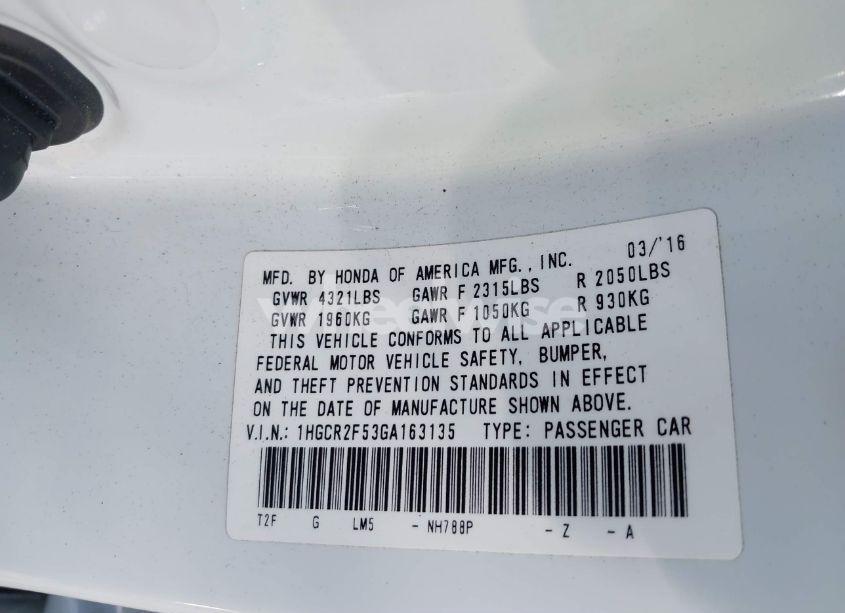 MFD. BY HONDA OF AMERICA MFG., INC. 03/'16
GVWR 4321LBS GAWR F 2315LBS R 2050LBS
GVWR 1960KG GAWR F 1050KG R 930KG
THIS VEHICLE CONFORMS TO ALL APPLICABLE
FEDERAL MOTOR VEHICLE SAFETY, BUMPER,
AND THEFT PREVENTION STANDARDS IN EFFECT
ON THE DATE OF MANUFACTURE SHOWN ABOVE.
V.I.N.: 1HGCR2F53GA163135 TYPE: PASSENGER CAR
T2F G LM5 - NH788P - Z - A